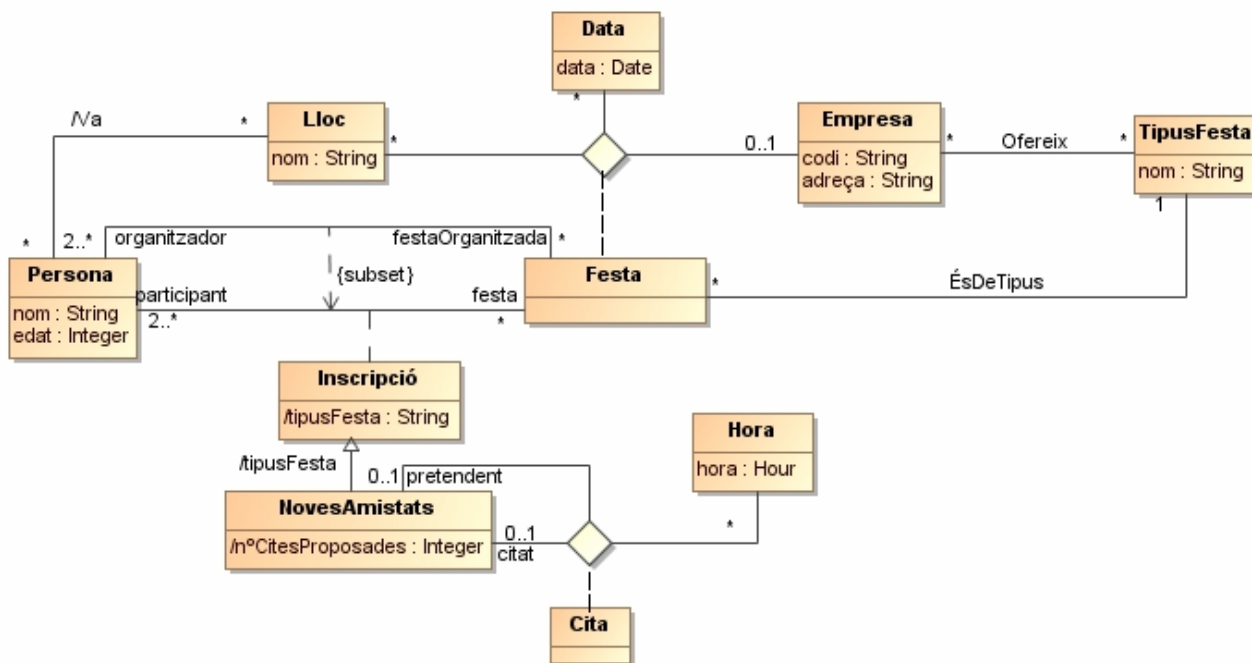 Data
data : Date
/Va
*
*
Lloc
nom : String
*
*
0..1
Empresa
codi : String
adreça : String
*
Ofereix
*
TipusFesta
nom : String
1
*
2..*
organitzador
festaOrganitzada
*
{subset}
Persona
nom : String
edat : Integer
participant
2..*
festa
*
Festa
*
ÉsDeTipus
Inscripció
/tipusFesta : String
/tipusFesta
0..1
pretendent
NovesAmistats
/nºCitesProposades : Integer
0..1
citat
*
Hora
hora : Hour
Cita